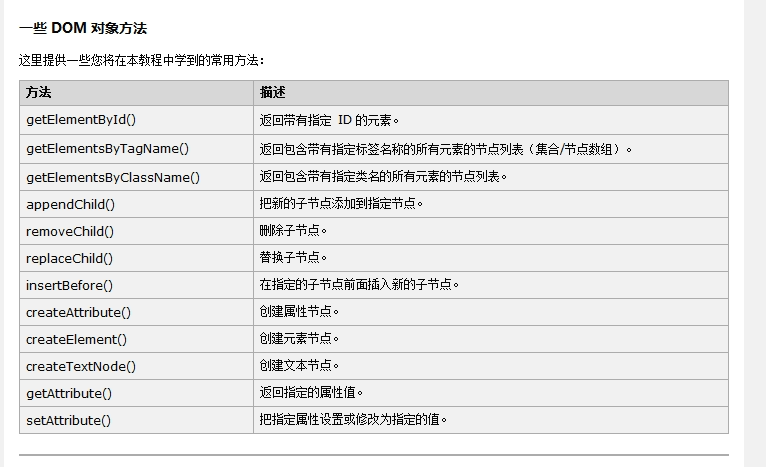 一些 DOM 对象方法
这里提供一些您将在本教程中学到的常用方法：
方法 描述
getElementById() 返回带有指定 ID 的元素。
getElementsByTagName() 返回包含带有指定标签名称的所有元素的节点列表（集合/节点数组）。
getElementsByClassName() 返回包含带有指定类名的所有元素的节点列表。
appendChild() 把新的子节点添加到指定节点。
removeChild() 删除子节点。
replaceChild() 替换子节点。
insertBefore() 在指定的子节点前面插入新的子节点。
createAttribute() 创建属性节点。
createElement() 创建元素节点。
createTextNode() 创建文本节点。
getAttribute() 返回指定的属性值。
setAttribute() 把指定属性设置或修改为指定的值。